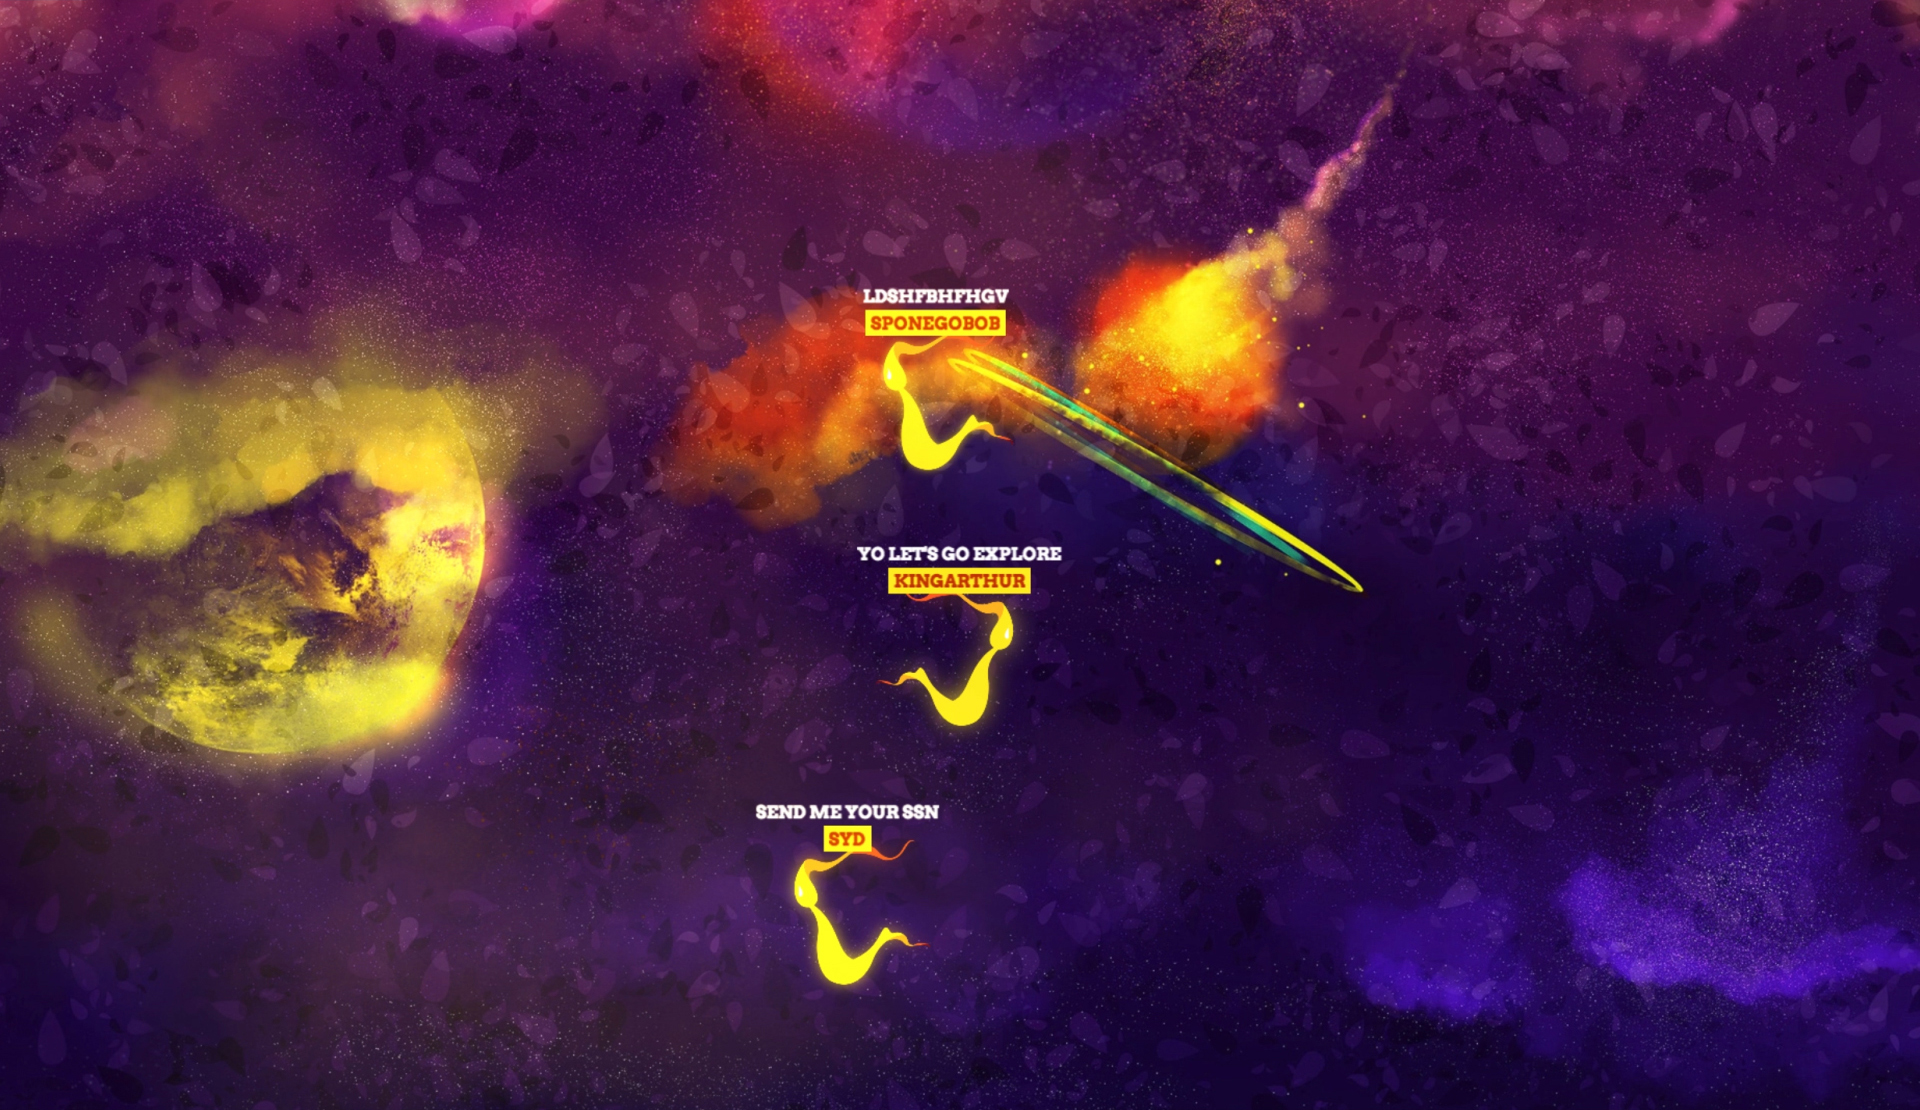 LDSHFBHFHGV
SPONEGOBOB
YO LET'S GO EXPLORE
KINGARTHUR
SEND ME YOUR SSN
SYD